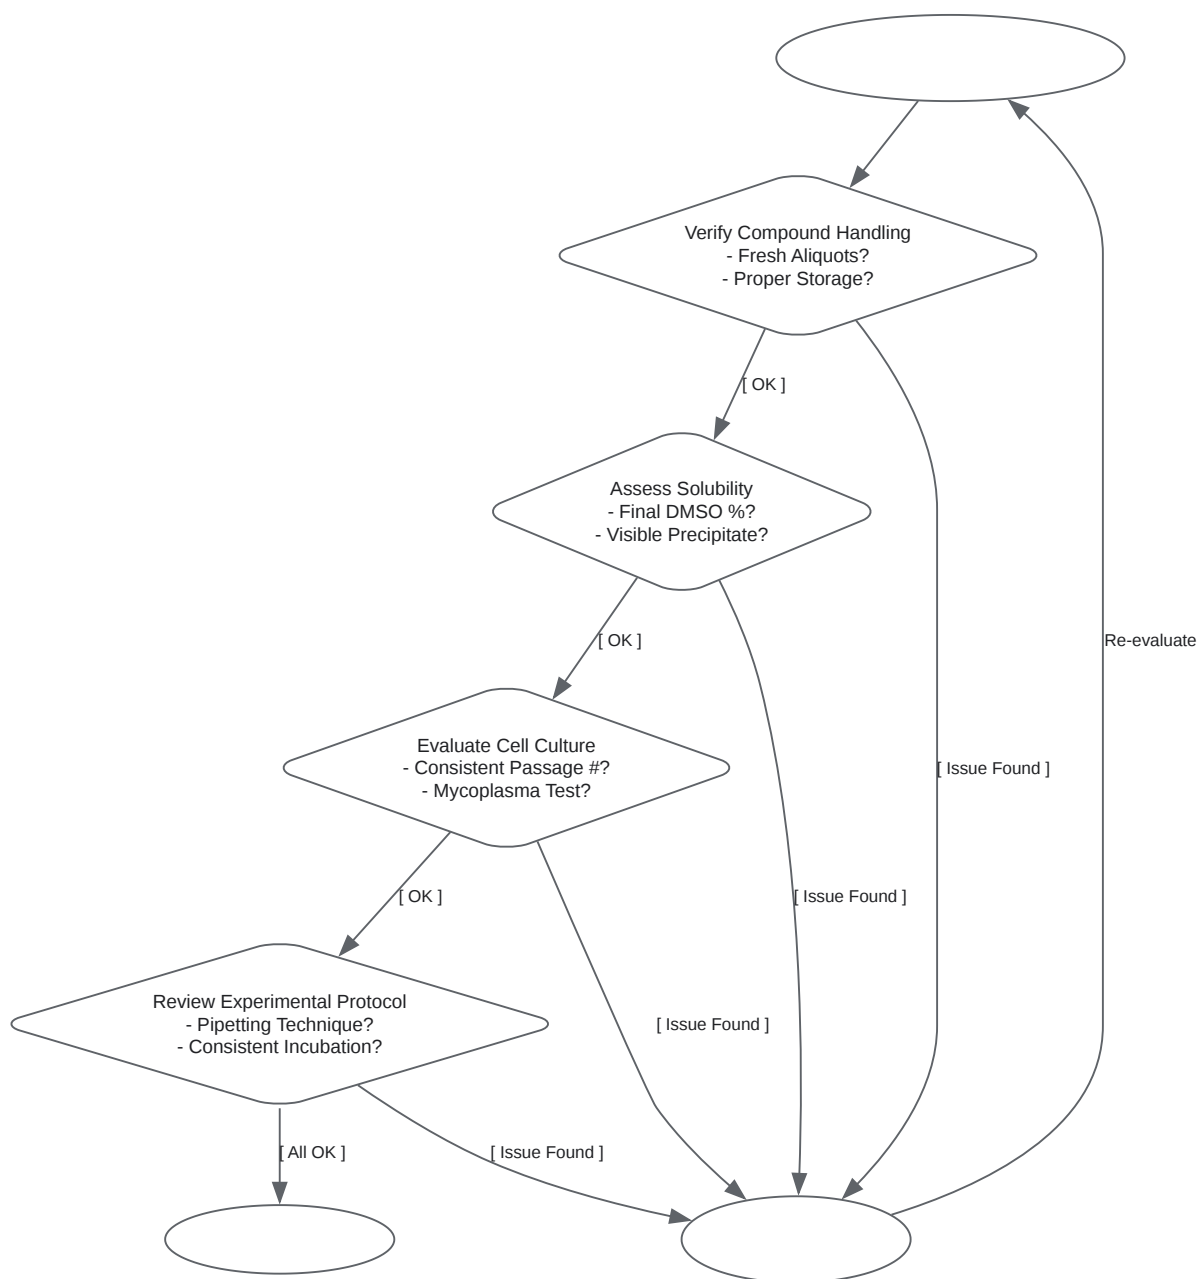 Verify Compound Handling
- Fresh Aliquots?
- Proper Storage?
[ OK ]
Assess Solubility
- Final DMSO %?
- Visible Precipitate?
[ OK ]
Re-evaluate
Evaluate Cell Culture
- Consistent Passage #?
- Mycoplasma Test?
[ Issue Found ]
[ OK ]
[ Issue Found ]
Review Experimental Protocol
- Pipetting Technique?
- Consistent Incubation?
[ Issue Found ]
[ All OK ]
[ Issue Found ]